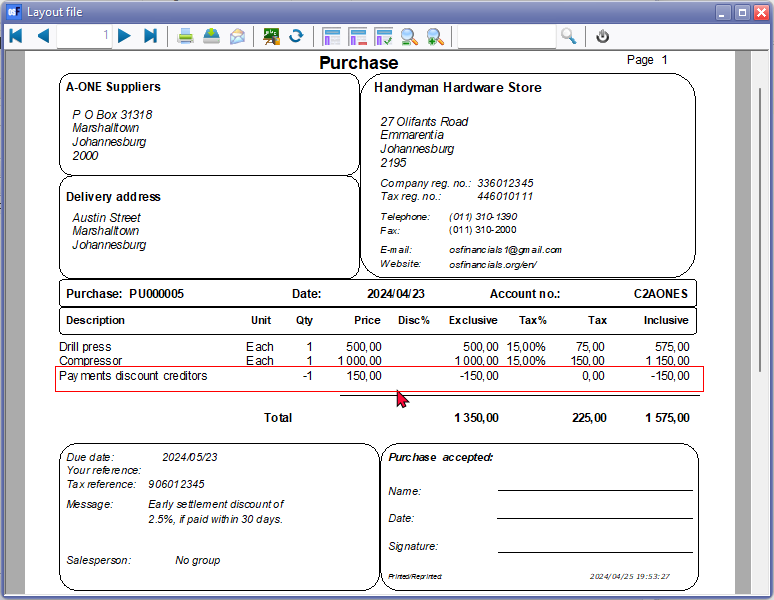 Layout file
1
Purchase
Page 1
A-ONE Suppliers
P O Box 31318
Marshalltown
Johannesburg
2000
Handyman Hardware Store
27 Olifants Road
Emmarentia
Johannesburg
2195
Company reg. no.: 336012345
Tax reg. no.: 446010111
Telephone: (011) 310-1390
Fax: (011) 310-2000
E-mail: osfinancials1@gmail.com
Website: osfinancials.org/en/
Delivery address
Austin Street
Marshalltown
Johannesburg
Purchase: PU000005 Date: 2024/04/23 Account no.: C2AONES
Description Unit Qty Price Disc% Exclusive Tax% Tax Inclusive
Drill press Each 1 500,00 500,00 15,00% 75,00 575,00
Compressor Each 1 1 000,00 1 000,00 15,00% 150,00 1 150,00
Payments discount creditors -1 150,00 -150,00 0,00 -150,00
Total 1 350,00 225,00 1 575,00
Due date: 2024/05/23
Your reference:
Tax reference: 906012345
Message: Early settlement discount of
2.5%, if paid within 30 days.
Salesperson: No group
Purchase accepted:
Name:
Date:
Signature:
Printed/Reprinted: 2024/04/25 19:53:27